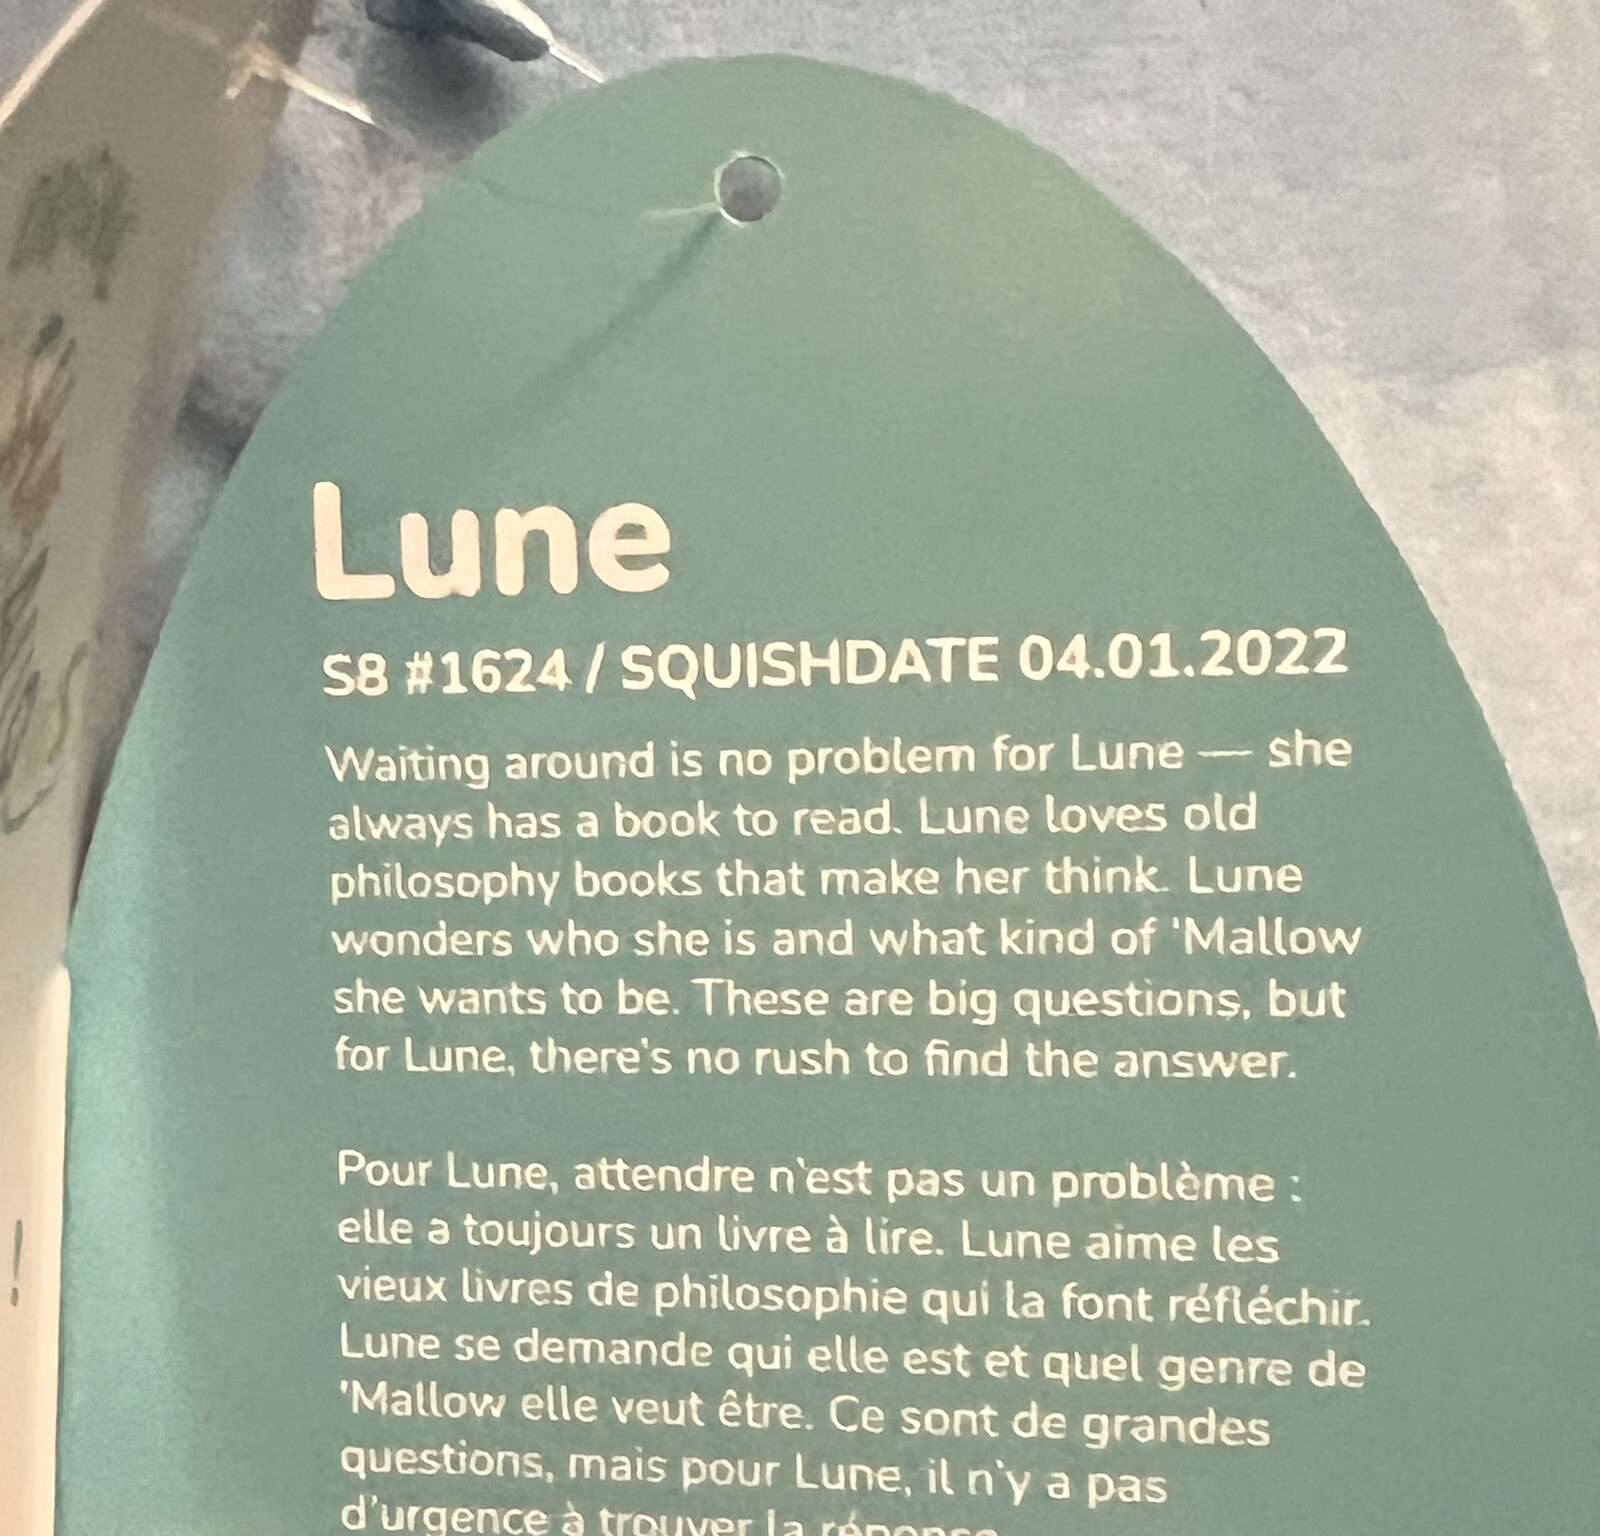 Lune
S8 #1624 / SQUISHDATE 04.01.2022
Waiting around is no problem for Lune — she
always has a book to read. Lune loves old
philosophy books that make her think. Lune
wonders who she is and what kind of 'Mallow
she wants to be. These are big questions, but
for Lune, there's no rush to find the answer.
Pour Lune, attendre n'est pas un problème :
elle a toujours un livre à lire. Lune aime les
vieux livres de philosophie qui la font réfléchir.
Lune se demande qui elle est et quel genre de
'Mallow elle veut être. Ce sont de grandes
questions, mais pour Lune, il n'y a pas
d'urgence à trouver la réponse
!